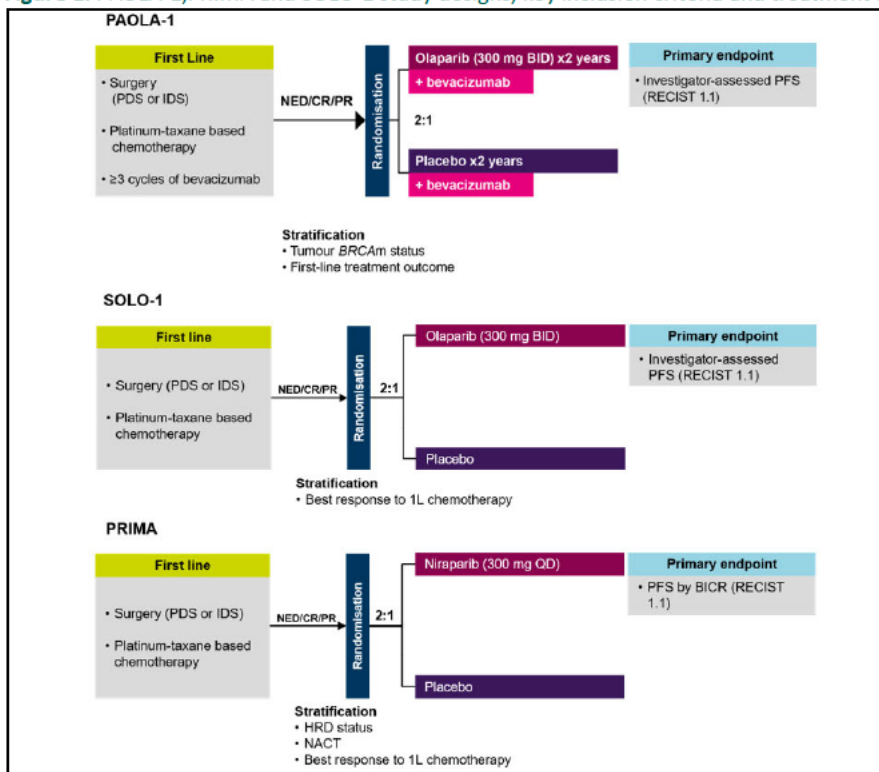 PAOLA-1
First Line
• Surgery
(PDS or IDS)
• Platinum-taxane based
chemotherapy
• ≥3 cycles of bevacizumab
NED/CR/PR
Randomisation
Olaparib (300 mg BID) x2 years
+ bevacizumab
2:1
Placebo x2 years
+ bevacizumab
Primary endpoint
• Investigator-assessed PFS
(RECIST 1.1)
Stratification
• Tumour BRCAm status
• First-line treatment outcome
SOLO-1
First line
• Surgery (PDS or IDS)
• Platinum-taxane based
chemotherapy
NED/CR/PR
Randomisation
2:1
Olaparib (300 mg BID)
Placebo
Primary endpoint
• Investigator-assessed
PFS (RECIST 1.1)
Stratification
• Best response to 1L chemotherapy
PRIMA
First line
• Surgery (PDS or IDS)
• Platinum-taxane based
chemotherapy
NED/CR/PR
Randomisation
2:1
Niraparib (300 mg QD)
Placebo
Primary endpoint
• PFS by BICR (RECIST
1.1)
Stratification
• HRD status
• NACT
• Best response to 1L chemotherapy